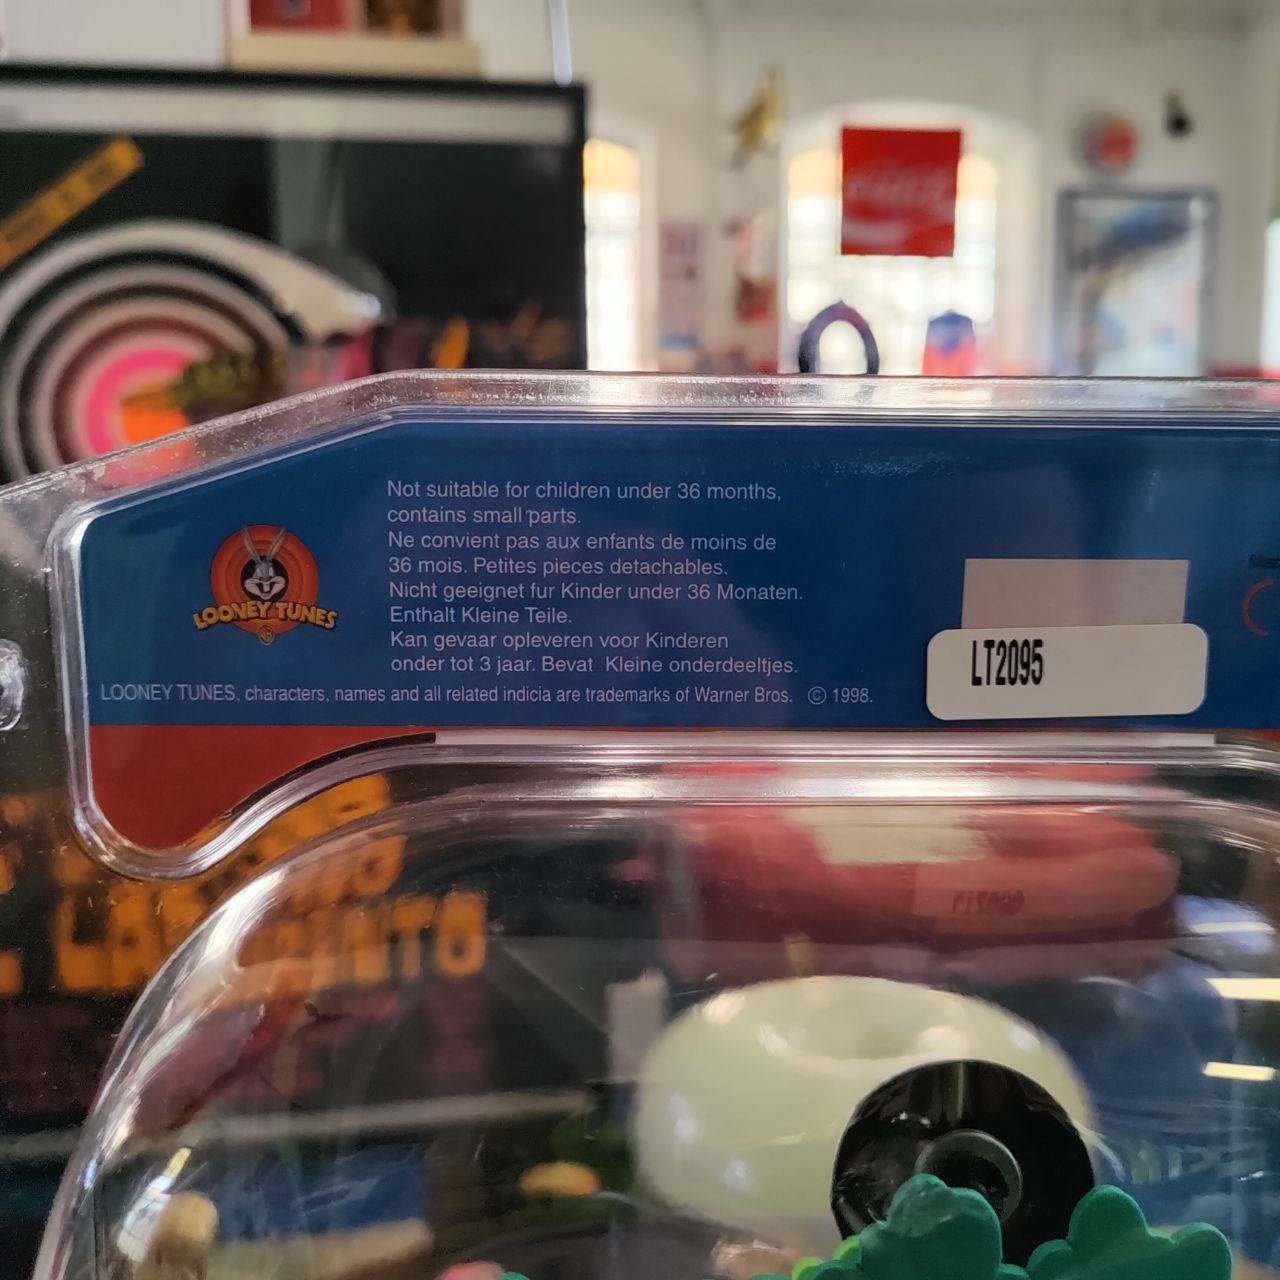 Not suitable for children under 36 months,
contains small parts.
Ne convient pas aux enfants de moins de
36 mois. Petites pieces detachables.
Nicht geeignet fur Kinder under 36 Monaten.
Enthalt Kleine Teile.
Kan gevaar opleveren voor Kinderen
onder tot 3 jaar. Bevat Kleine onderdeeltjes.
LOONEY TUNES
WB
LOONEY TUNES, characters, names and all related indicia are trademarks of Warner Bros. © 1998.
LT2095